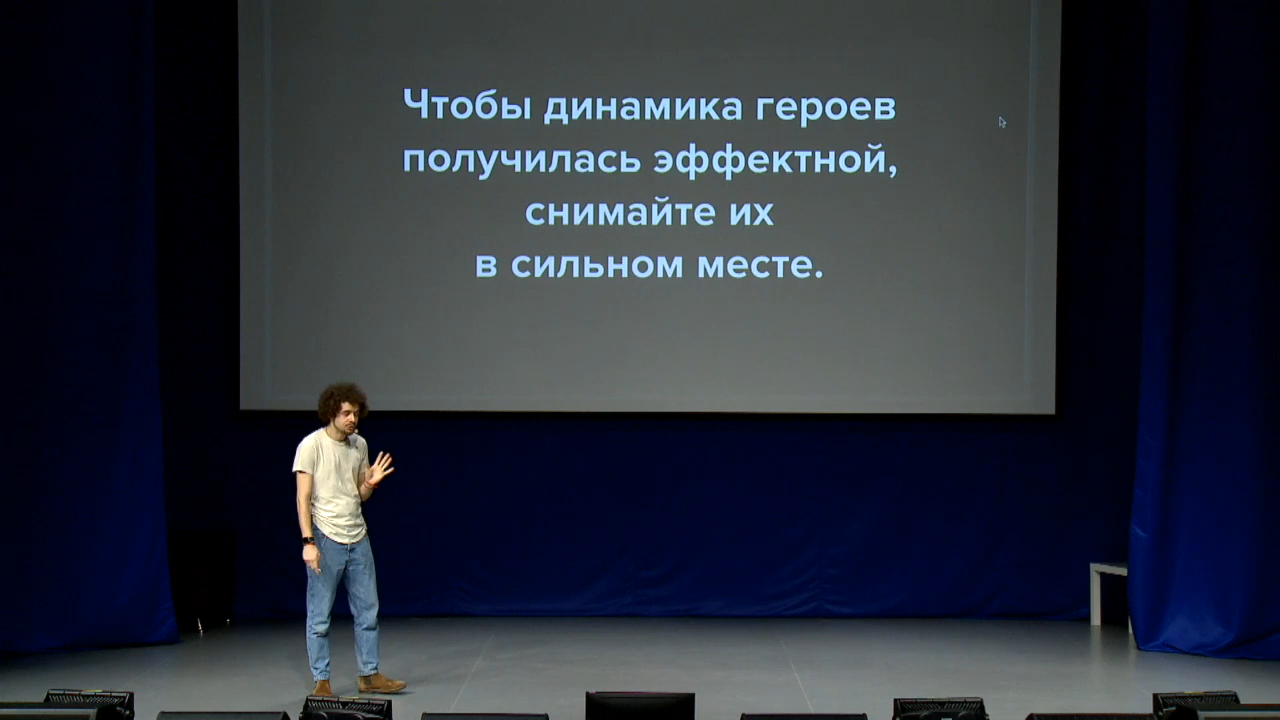 Чтобы динамика героев
получилась эффектной,
снимайте их
в сильном месте.